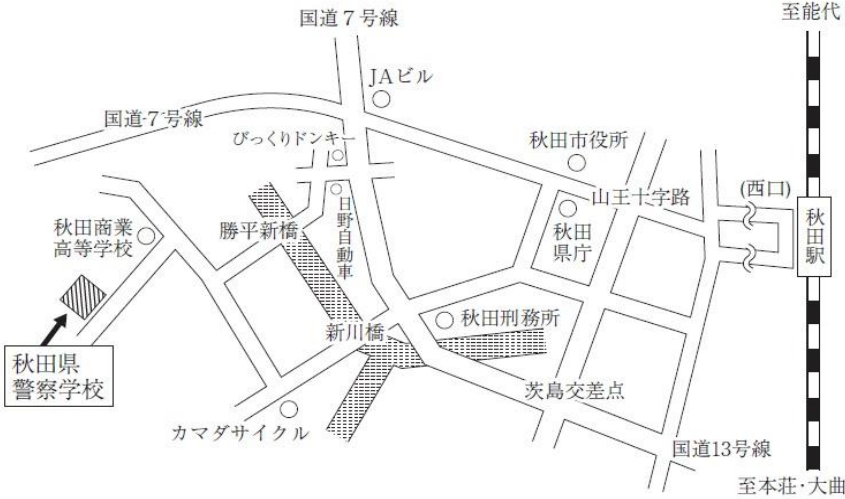 国道7号線
至能代
JAビル
国道7号線
びっくりドンキー
秋田市役所
(西口)
山王十字路
秋田商業
高等学校
勝平新橋
日野自動車
秋田
県庁
秋田駅
新川橋
秋田刑務所
秋田県
警察学校
茨島交差点
カマダサイクル
国道13号線
至本荘・大曲